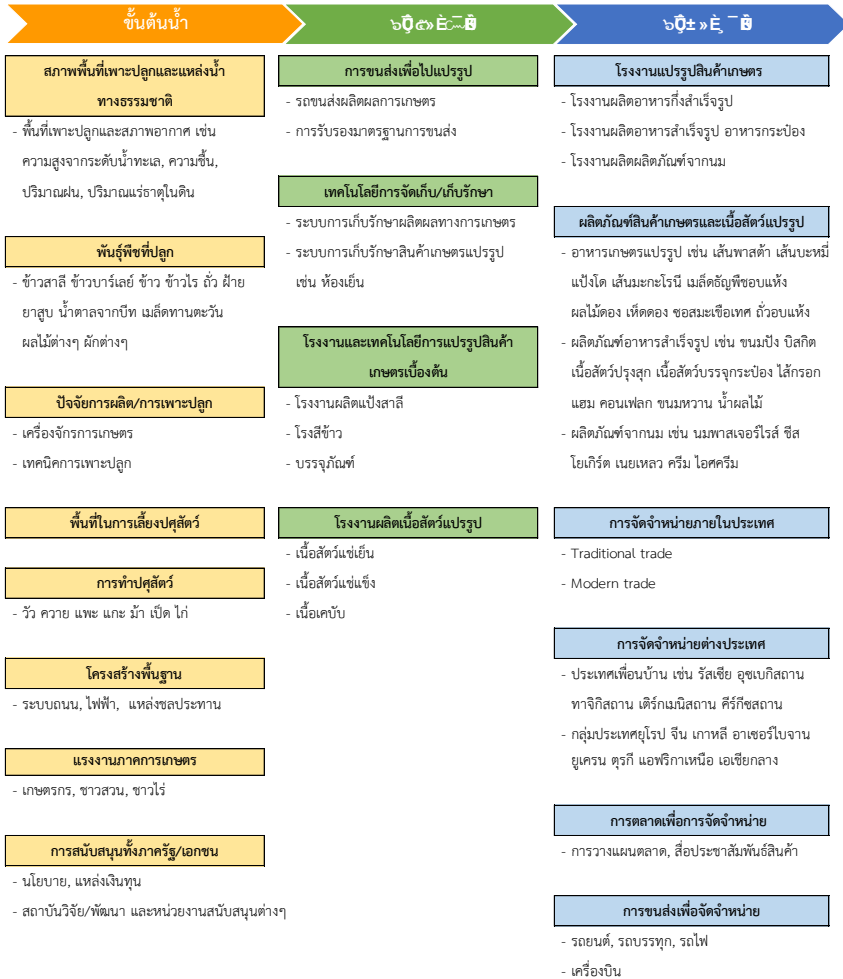 ขั้นต้นน้ำ
สภาพพื้นที่เพาะปลูกและแหล่งน้ำ
ทางธรรมชาติ
- พื้นที่เพาะปลูกและสภาพอากาศ เช่น
ความสูงจากระดับน้ำทะเล, ความชื้น,
ปริมาณฝน, ปริมาณแร่ธาตุในดิน
พันธุ์พืชที่ปลูก
- ข้าวสาลี ข้าวบาร์เลย์ ข้าว ข้าวไร ถั่ว ฝ้าย
ยาสูบ น้ำตาลจากบีท เมล็ดทานตะวัน
ผลไม้ต่างๆ ผักต่างๆ
ปัจจัยการผลิต/การเพาะปลูก
- เครื่องจักรการเกษตร
- เทคนิคการเพาะปลูก
พื้นที่ในการเลี้ยงปศุสัตว์
การทำปศุสัตว์
- วัว ควาย แพะ แกะ ม้า เป็ด ไก่
โครงสร้างพื้นฐาน
- ระบบถนน, ไฟฟ้า, แหล่งชลประทาน
แรงงานภาคการเกษตร
- เกษตรกร, ชาวสวน, ชาวไร่
การสนับสนุนทั้งภาครัฐ/เอกชน
- นโยบาย, แหล่งเงินทุน
- สถาบันวิจัย/พัฒนา และหน่วยงานสนับสนุนต่างๆ
การขนส่งเพื่อไปแปรรูป
- รถขนส่งผลิตผลการเกษตร
- การรับรองมาตรฐานการขนส่ง
เทคโนโลยีการจัดเก็บ/เก็บรักษา
- ระบบการเก็บรักษาผลิตผลทางการเกษตร
- ระบบการเก็บรักษาสินค้าเกษตรแปรรูป
เช่น ห้องเย็น
โรงงานและเทคโนโลยีการแปรรูปสินค้า
เกษตรเบื้องต้น
- โรงงานผลิตแป้งสาลี
- โรงสีข้าว
- บรรจุภัณฑ์
โรงงานผลิตเนื้อสัตว์แปรรูป
- เนื้อสัตว์แช่เย็น
- เนื้อสัตว์แช่แข็ง
- เนื้อเคบับ
โรงงานแปรรูปสินค้าเกษตร
- โรงงานผลิตอาหารกึ่งสำเร็จรูป
- โรงงานผลิตอาหารสำเร็จรูป อาหารกระป๋อง
- โรงงานผลิตผลิตภัณฑ์จากนม
ผลิตภัณฑ์สินค้าเกษตรและเนื้อสัตว์แปรรูป
- อาหารเกษตรแปรรูป เช่น เส้นพาสต้า เส้นบะหมี่
แป้งโด เส้นมะกะโรนี เมล็ดธัญพืชอบแห้ง
ผลไม้ดอง เห็ดดอง ซอสมะเขือเทศ ถั่วอบแห้ง
- ผลิตภัณฑ์อาหารสำเร็จรูป เช่น ขนมปัง บิสกิต
เนื้อสัตว์ปรุงสุก เนื้อสัตว์บรรจุกระป๋อง ไส้กรอก
แฮม คอนเฟลก ขนมหวาน น้ำผลไม้
- ผลิตภัณฑ์จากนม เช่น นมพาสเจอร์ไรส์ ชีส
โยเกิร์ต เนยเหลว ครีม ไอศครีม
การจัดจำหน่ายภายในประเทศ
- Traditional trade
- Modern trade
การจัดจำหน่ายต่างประเทศ
- ประเทศเพื่อนบ้าน เช่น รัสเซีย อุซเบกิสถาน
ทาจิกิสถาน เติร์กเมนิสถาน คีร์กีซสถาน
- กลุ่มประเทศยุโรป จีน เกาหลี อาเซอร์ไบจาน
ยูเครน ตุรกี แอฟริกาเหนือ เอเชียกลาง
การตลาดเพื่อการจัดจำหน่าย
- การวางแผนตลาด, สื่อประชาสัมพันธ์สินค้า
การขนส่งเพื่อจัดจำหน่าย
- รถยนต์, รถบรรทุก, รถไฟ
- เครื่องบิน